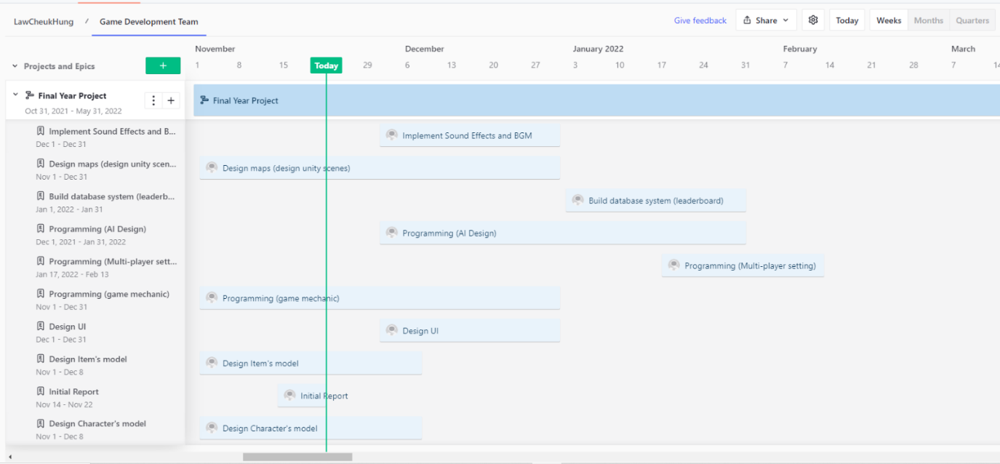 LawCheukHung / Game Development Team Give feedback Share Today Weeks Months Quarters
November December January 2022 February March
Projects and Epics + 1 8 15 Today 29 6 13 20 27 3 10 17 24 31 7 14 21 28 7 14
Final Year Project + Final Year Project
Oct 31, 2021 - May 31, 2022
Implement Sound Effects and B... Implement Sound Effects and BGM
Dec 1 - Dec 31
Design maps (design unity scen... Design maps (design unity scenes)
Nov 1 - Dec 31
Build database system (leaderb... Build database system (leaderboard)
Jan 1, 2022 - Jan 31
Programming (AI Design) Programming (AI Design)
Dec 1, 2021 - Jan 31, 2022
Programming (Multi-player sett... Programming (Multi-player setting)
Jan 17, 2022 - Feb 13
Programming (game mechanic) Programming (game mechanic)
Nov 1 - Dec 31
Design UI Design UI
Dec 1 - Dec 31
Design Item's model Design Item's model
Nov 1 - Dec 8
Initial Report Initial Report
Nov 14 - Nov 22
Design Character's model Design Character's model
Nov 1 - Dec 8